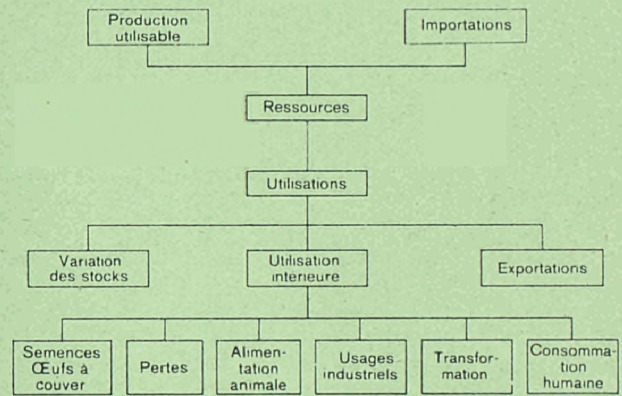 Production
utilisable
Importations
Ressources
Utilisations
Variation
des stocks
Utilisation
intérieure
Exportations
Semences
Œufs à
couver
Pertes
Alimen-
tation
animale
Usages
industriels
Transfor-
mation
Consomma-
tion
humaine